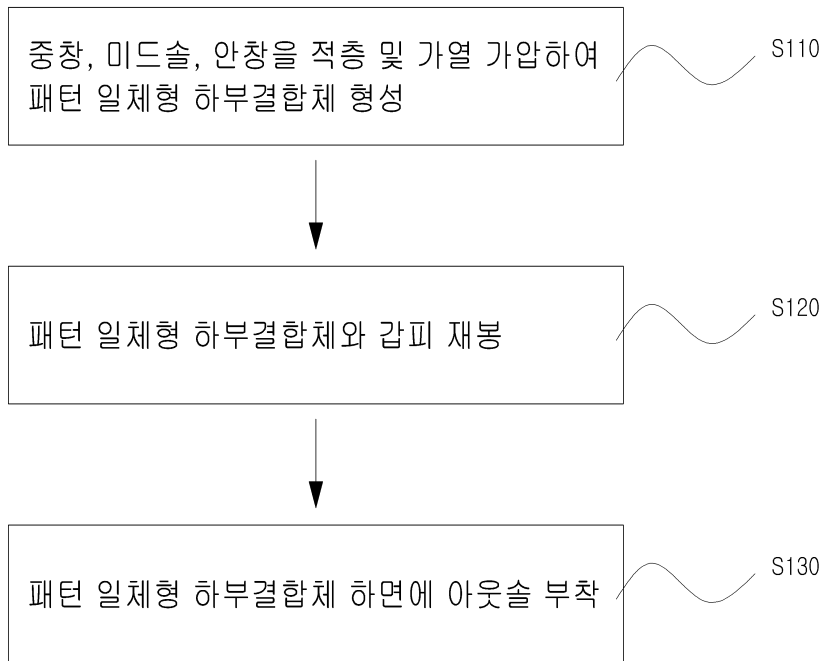 중창, 미드솔, 안창을 적층 및 가열 가압하여
패턴 일체형 하부결합체 형성
S110
패턴 일체형 하부결합체와 갑피 재봉
S120
패턴 일체형 하부결합체 하면에 아웃솔 부착
S130